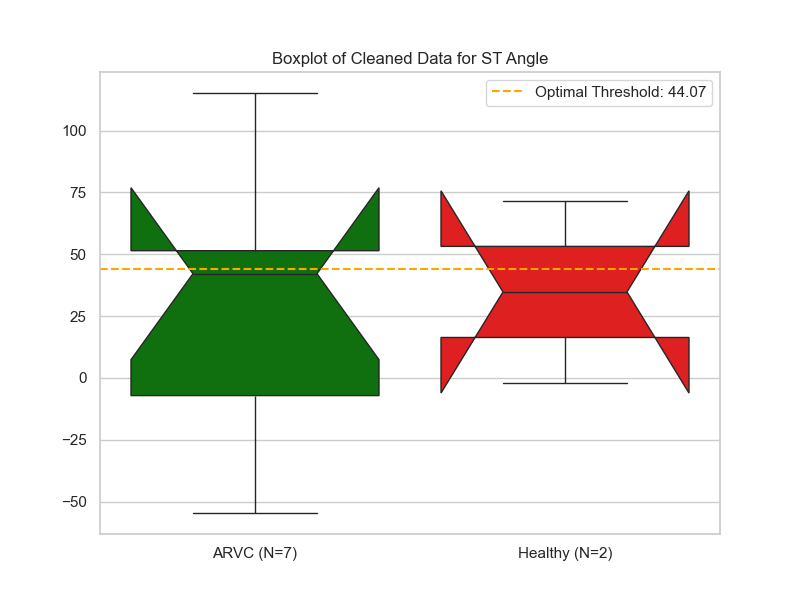 Boxplot of Cleaned Data for ST Angle
Optimal Threshold: 44.07
100
75
50
25
0
−25
−50
ARVC (N=7)
Healthy (N=2)